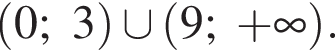 (0; 3) ∪ (9; +∞).